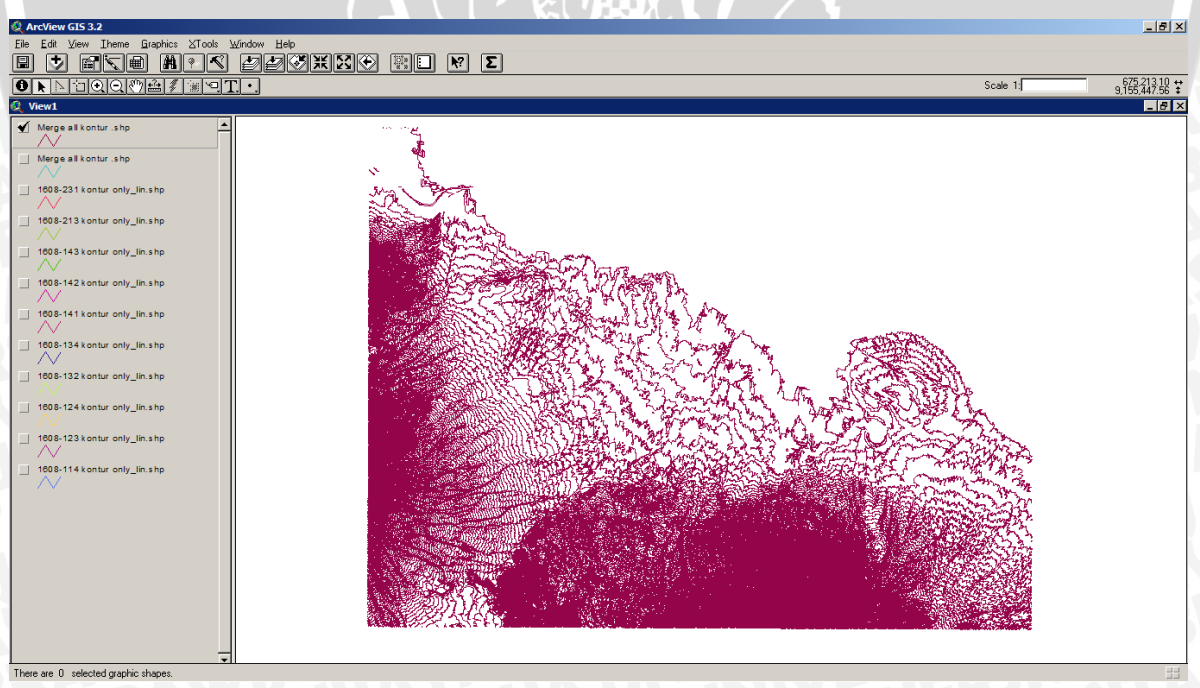 ArcView GIS 3.2
File Edit View Theme Graphics XTools Window Help
Scale 1:
675,213.10
9,155,447.56
View1
Merge all kontur .shp
Merge all kontur .shp
1608-231 kontur only_lin.shp
1608-213 kontur only_lin.shp
1608-143 kontur only_lin.shp
1608-142 kontur only_lin.shp
1608-141 kontur only_lin.shp
1608-134 kontur only_lin.shp
1608-132 kontur only_lin.shp
1608-124 kontur only_lin.shp
1608-123 kontur only_lin.shp
1608-114 kontur only_lin.shp
There are 0 selected graphic shapes.